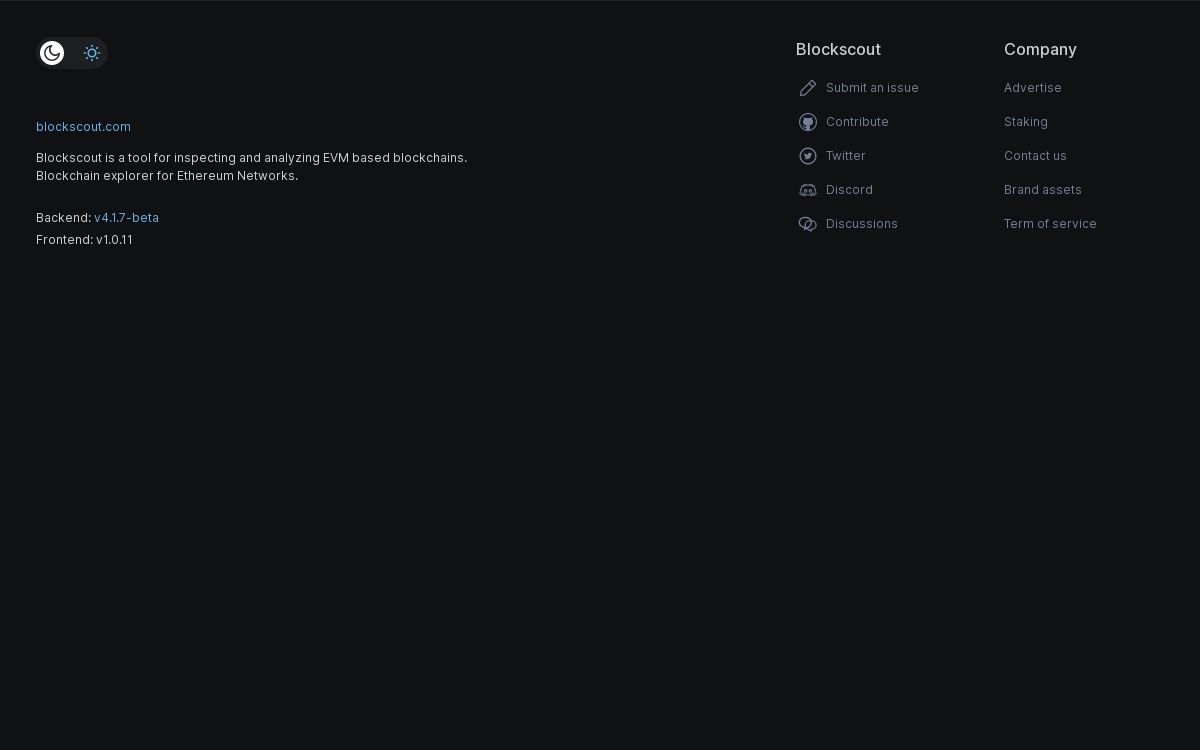 blockscout.com
Blockscout is a tool for inspecting and analyzing EVM based blockchains.
Blockchain explorer for Ethereum Networks.
Backend: v4.1.7-beta
Frontend: v1.0.11
Blockscout
Submit an issue
Contribute
Twitter
Discord
Discussions
Company
Advertise
Staking
Contact us
Brand assets
Term of service